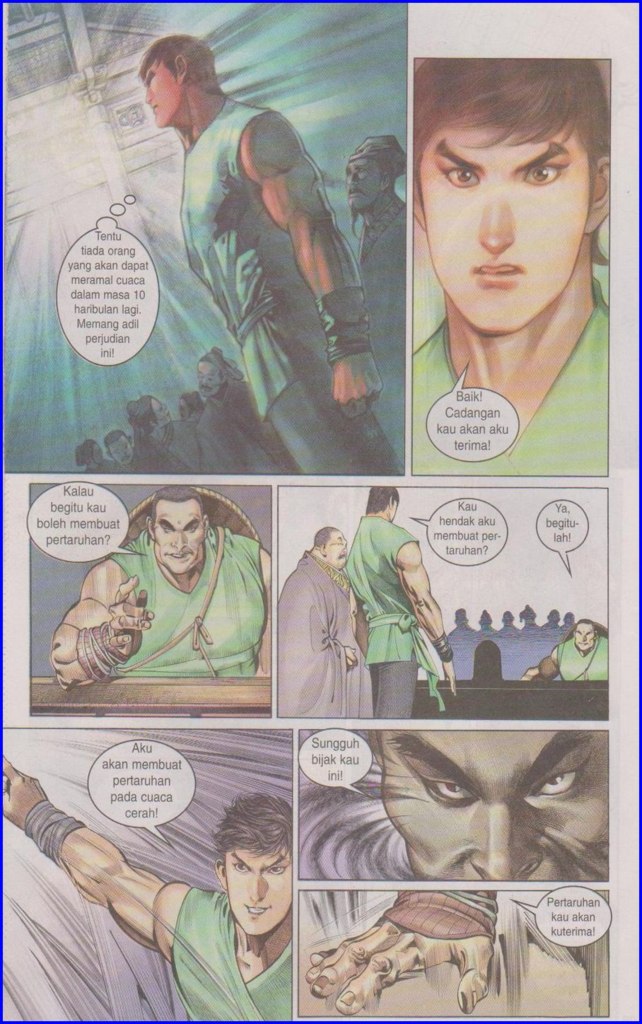 Tentu
tiada orang
yang akan dapat
meramal cuaca
dalam masa 10
haribulan lagi.
Memang adil
perjudian
ini!
Baik!
Cadangan
kau akan aku
terima!
Kalau
begitu kau
boleh membuat
pertaruhan?
Kau
hendak aku
membuat per-
taruhan?
Ya,
begitu-
lah!
Aku
akan membuat
pertaruhan
pada cuaca
cerah!
Sungguh
bijak kau
ini!
Pertaruhan
kau akan
kuterima!